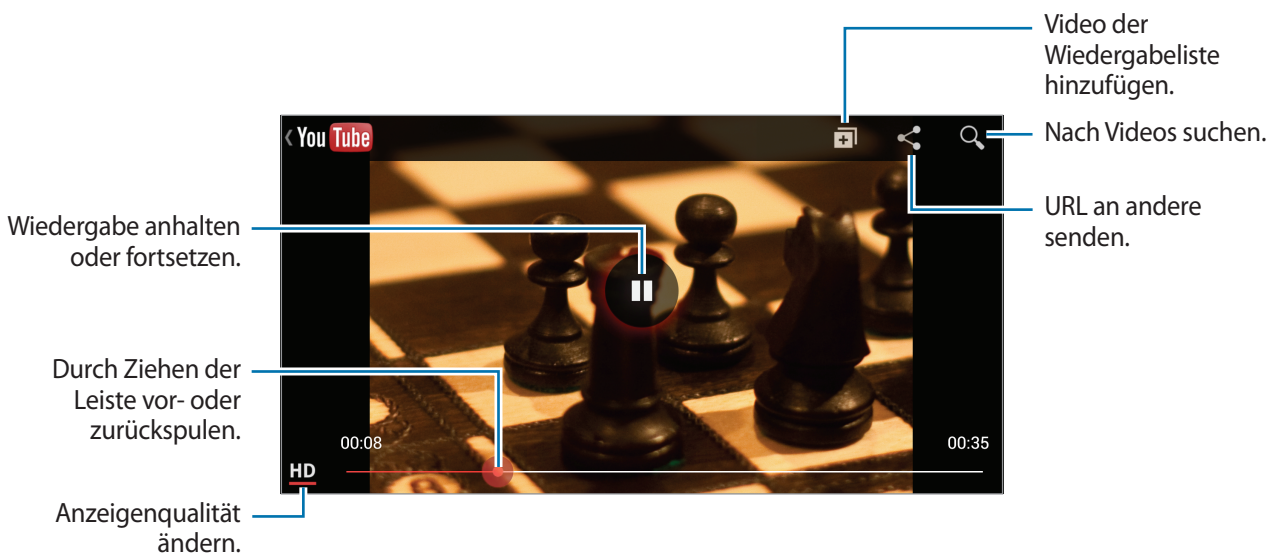 Video der
Wiedergabeliste
hinzufügen.
You Tube
Nach Videos suchen.
URL an andere
senden.
Wiedergabe anhalten
oder fortsetzen.
Durch Ziehen der
Leiste vor- oder
zurückspulen.
00:08
00:35
HD
Anzeigenqualität
ändern.